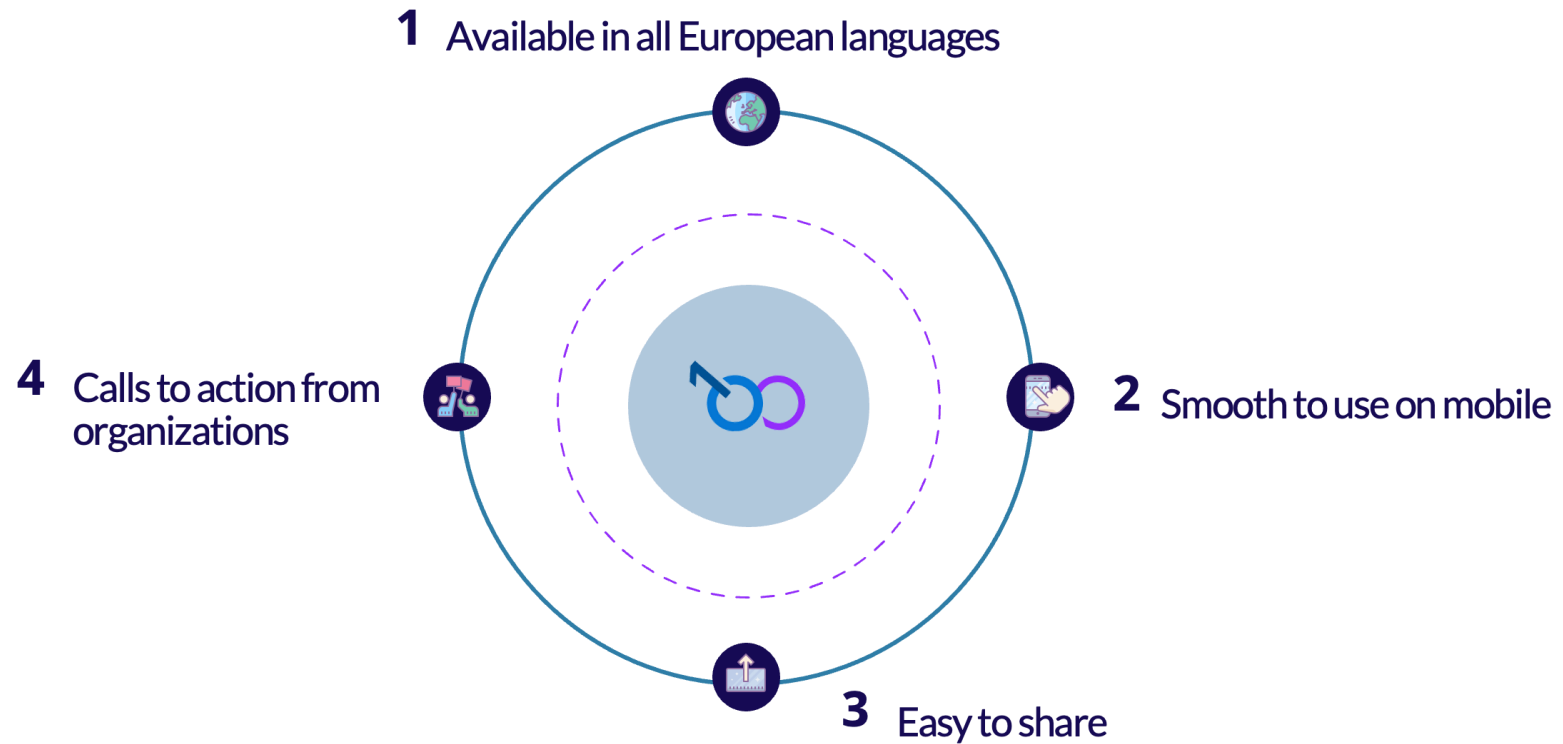 1 Available in all European languages
2 Smooth to use on mobile
3 Easy to share
4 Calls to action from
organizations